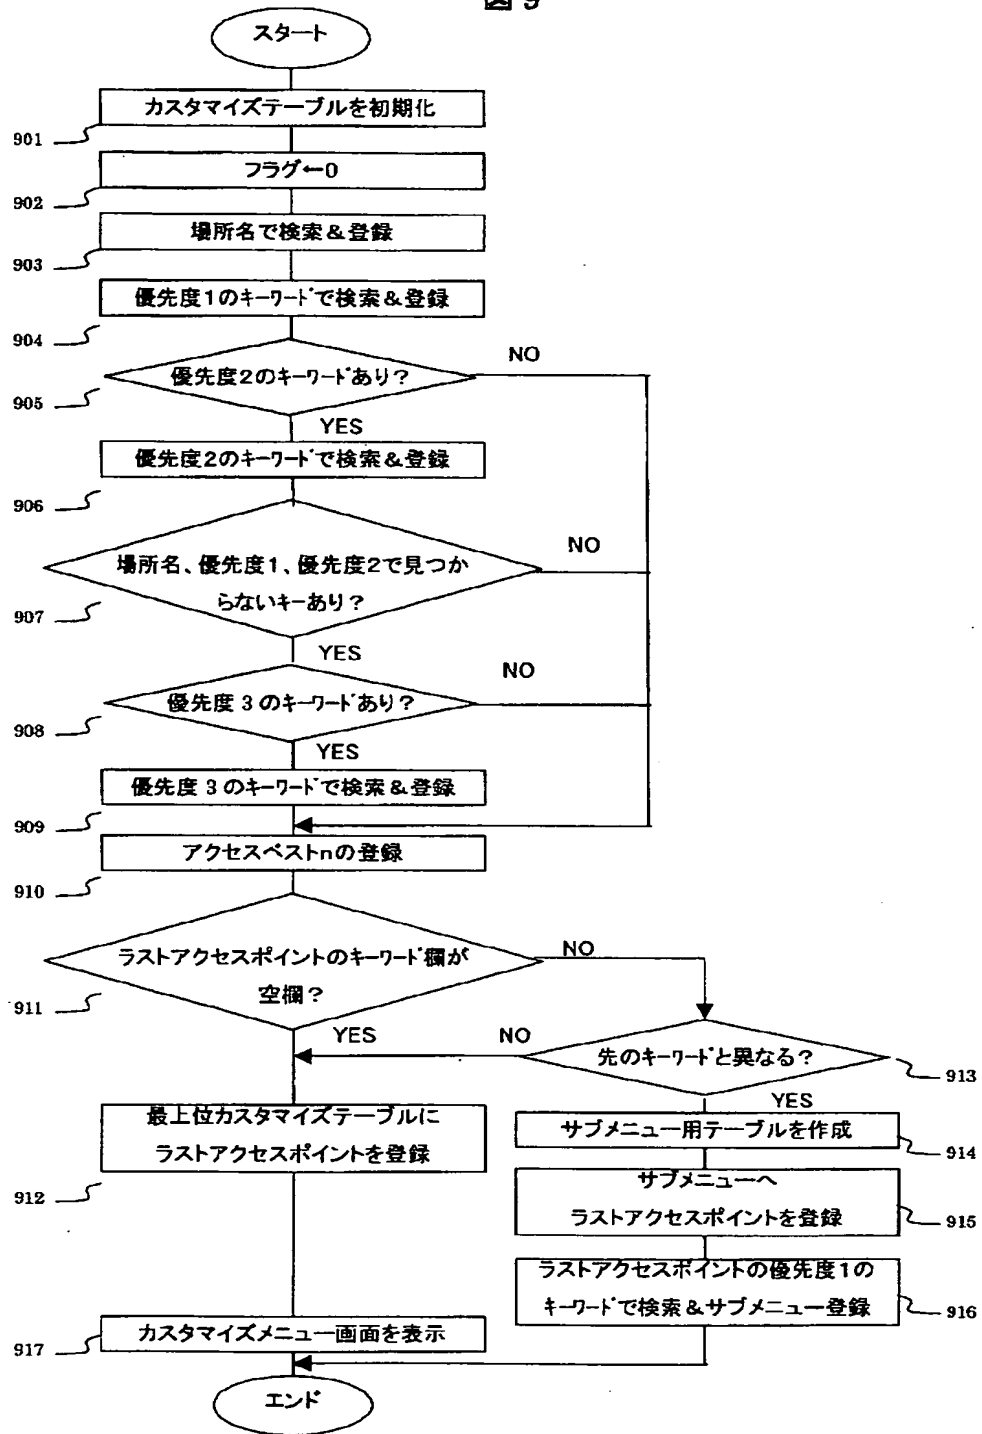 図9
スタート
カスタマイズテーブルを初期化
901
フラグ←0
902
場所名で検索&登録
903
優先度1のキーワードで検索&登録
904
NO
優先度2のキーワードあり?
905
YES
優先度2のキーワードで検索&登録
906
NO
場所名、優先度1、優先度2で見つか
らないキーあり?
907
YES
NO
優先度3のキーワードあり?
908
YES
優先度3のキーワードで検索&登録
909
アクセスベストnの登録
910
NO
ラストアクセスポイントのキーワード欄が
空欄?
911
YES
NO
先のキーワードと異なる?
913
YES
最上位カスタマイズテーブルに
ラストアクセスポイントを登録
912
サブメニュー用テーブルを作成
914
サブメニューへ
ラストアクセスポイントを登録
915
ラストアクセスポイントの優先度1の
キーワードで検索&サブメニュー登録
916
カスタマイズメニュー画面を表示
917
エンド